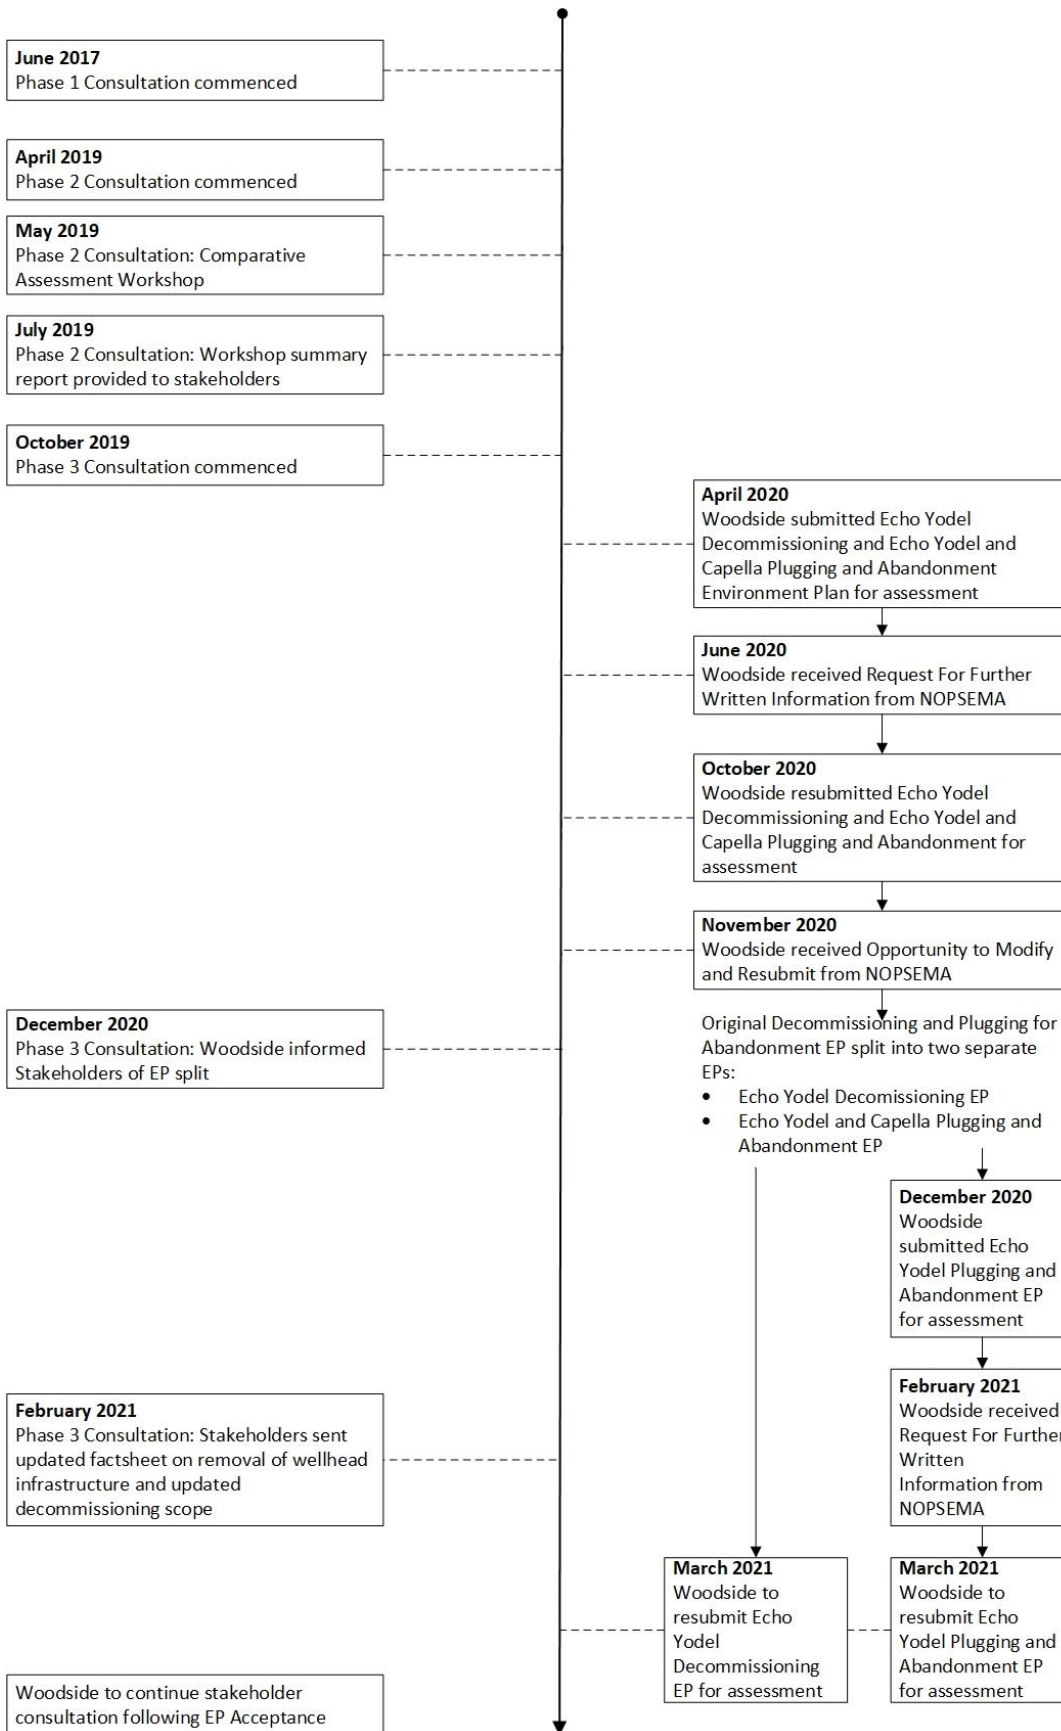 June 2017
Phase 1 Consultation commenced
April 2019
Phase 2 Consultation commenced
May 2019
Phase 2 Consultation: Comparative
Assessment Workshop
July 2019
Phase 2 Consultation: Workshop summary
report provided to stakeholders
October 2019
Phase 3 Consultation commenced
April 2020
Woodside submitted Echo Yodel
Decommissioning and Echo Yodel and
Capella Plugging and Abandonment
Environment Plan for assessment
June 2020
Woodside received Request For Further
Written Information from NOPSEMA
October 2020
Woodside resubmitted Echo Yodel
Decommissioning and Echo Yodel and
Capella Plugging and Abandonment for
assessment
November 2020
Woodside received Opportunity to Modify
and Resubmit from NOPSEMA
December 2020
Phase 3 Consultation: Woodside informed
Stakeholders of EP split
Original Decommissioning and Plugging for
Abandonment EP split into two separate
EPs:
• Echo Yodel Decomissioning EP
• Echo Yodel and Capella Plugging and
Abandonment EP
December 2020
Woodside
submitted Echo
Yodel Plugging and
Abandonment EP
for assessment
February 2021
Phase 3 Consultation: Stakeholders sent
updated factsheet on removal of wellhead
infrastructure and updated
decommissioning scope
February 2021
Woodside received
Request For Further
Written
Information from
NOPSEMA
March 2021
Woodside to
resubmit Echo
Yodel
Decommissioning
EP for assessment
March 2021
Woodside to
resubmit Echo
Yodel Plugging and
Abandonment EP
for assessment
Woodside to continue stakeholder
consultation following EP Acceptance